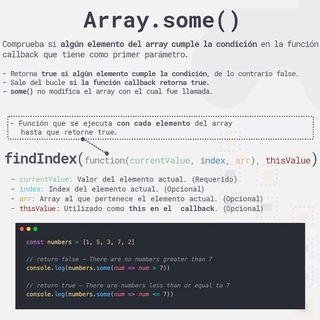 Array.some()
Comprueba si algún elemento del array cumple la condición en la función
callback que tiene como primer parámetro.
- Retorna true si algún elemento cumple la condición, de lo contrario false.
- Sale del bucle si la función callback retorna true.
- some() no modifica el array con el cual fue llamada.
- Función que se ejecuta con cada elemento del array
hasta que retorne true.
findIndex(function(currentValue, index, arr), thisValue)
- currentValue: Valor del elemento actual. (Requerido)
- index: Index del elemento actual. (Opcional)
- arr: Array al que pertenece el elemento actual. (Opcional)
- thisValue: Utilizado como this en el callback. (Opcional)
const numbers = [1, 5, 3, 7, 2]
// return false - There are no numbers greater than 7
console.log(numbers.some(num => num > 7))
// return true - There are numbers less than or equal to 7
console.log(numbers.some(num => num <= 7))